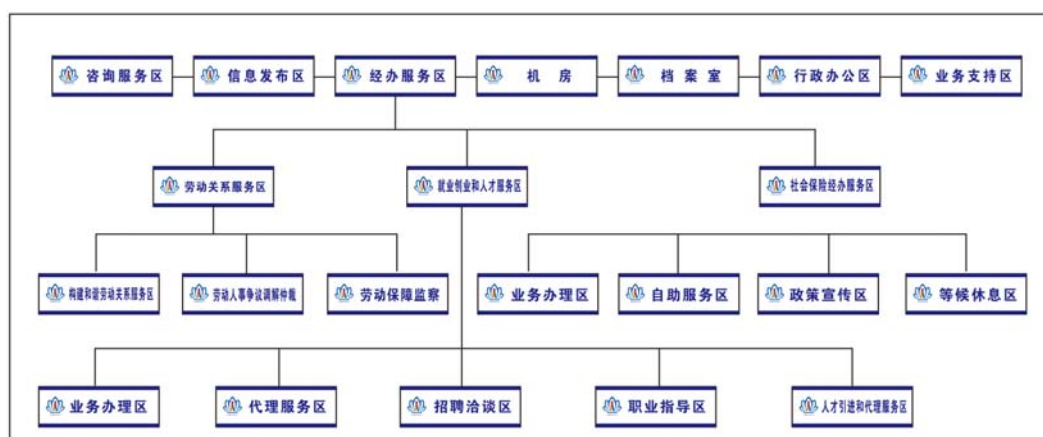 咨询服务区
信息发布区
经办服务区
机 房
档 案 室
行政办公区
业务支持区
劳动关系服务区
就业创业和人才服务区
社会保险经办服务区
构建和谐劳动关系服务区
劳动人事争议调解仲裁
劳动保障监察
业务办理区
自助服务区
政策宣传区
等候休息区
业务办理区
代理服务区
招聘洽谈区
职业指导区
人才引进和代理服务区